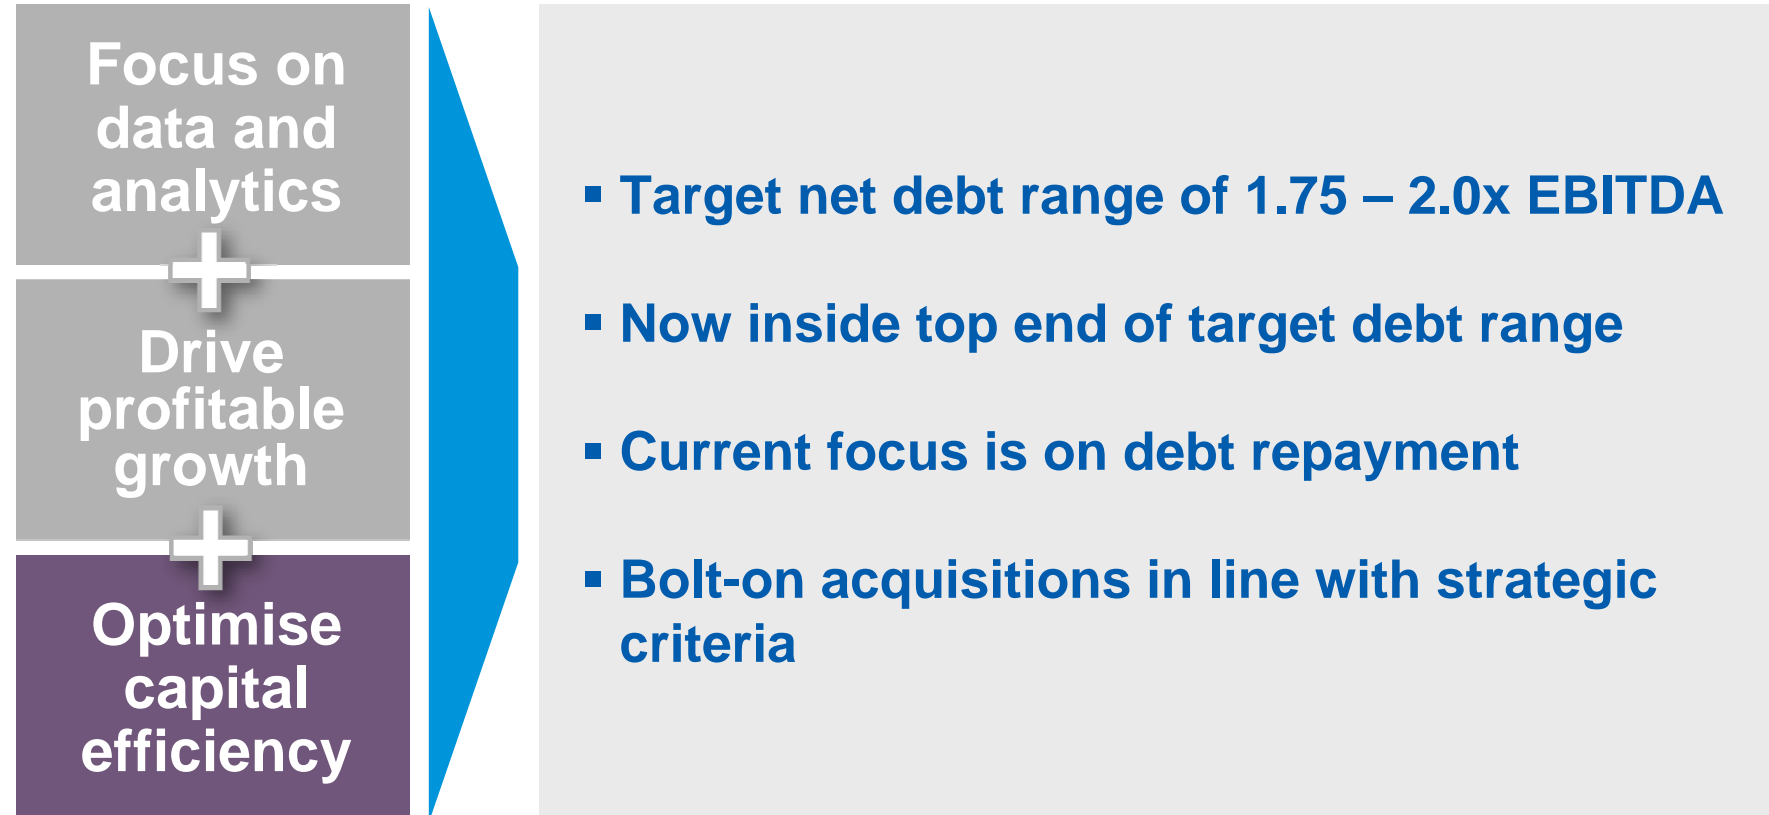 Focus on
data and
analytics
Drive
profitable
growth
Optimise
capital
efficiency
▪ Target net debt range of 1.75 – 2.0x EBITDA
▪ Now inside top end of target debt range
▪ Current focus is on debt repayment
▪ Bolt-on acquisitions in line with strategic
criteria